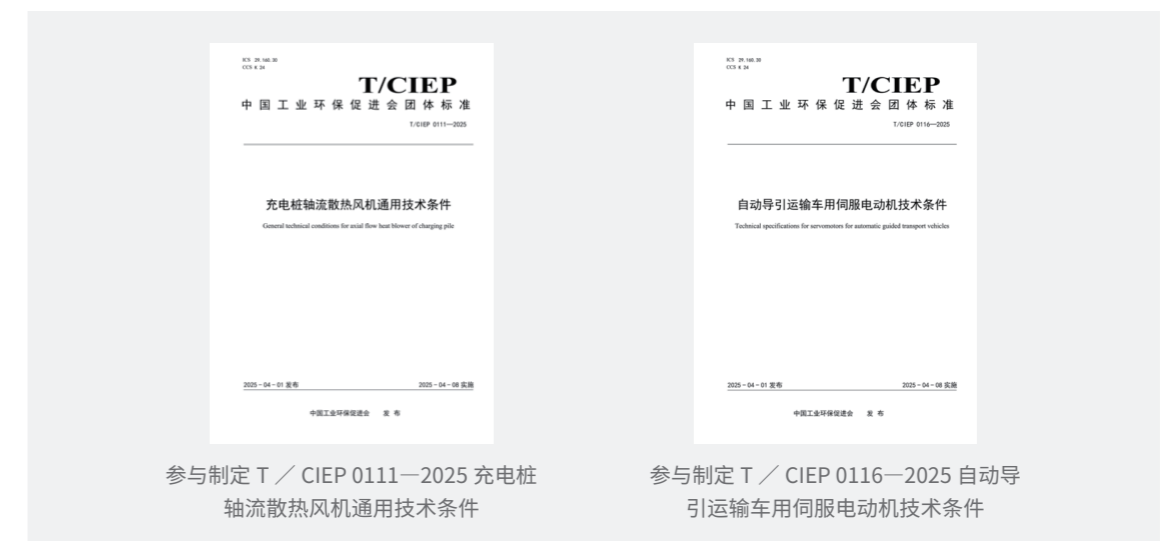 ICS 29.160.30
CCS K 24
T/CIEP
中国工业环保促进会团体标准
T/CIEP 0111—2025
充电桩轴流散热风机通用技术条件
General technical conditions for axial flow heat blower of charging pile
2025-04-01 发布
2025-04-08 实施
中国工业环保促进会 发 布
参与制定 T ／ CIEP 0111—2025 充电桩
轴流散热风机通用技术条件
ICS 29.160.30
CCS K 24
T/CIEP
中国工业环保促进会团体标准
T/CIEP 0116—2025
自动导引运输车用伺服电动机技术条件
Technical specifications for servomotors for automatic guided transport vehicles
2025-04-01 发布
2025-04-08 实施
中国工业环保促进会 发 布
参与制定 T ／ CIEP 0116—2025 自动导
引运输车用伺服电动机技术条件